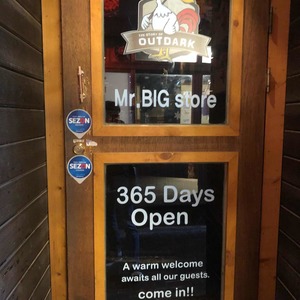 THE STORY OF
OUTDARK
Mr.BIG store
SEZON
SEZON
365 Days
Open
A warm welcome
awaits all our guests.
come in!!